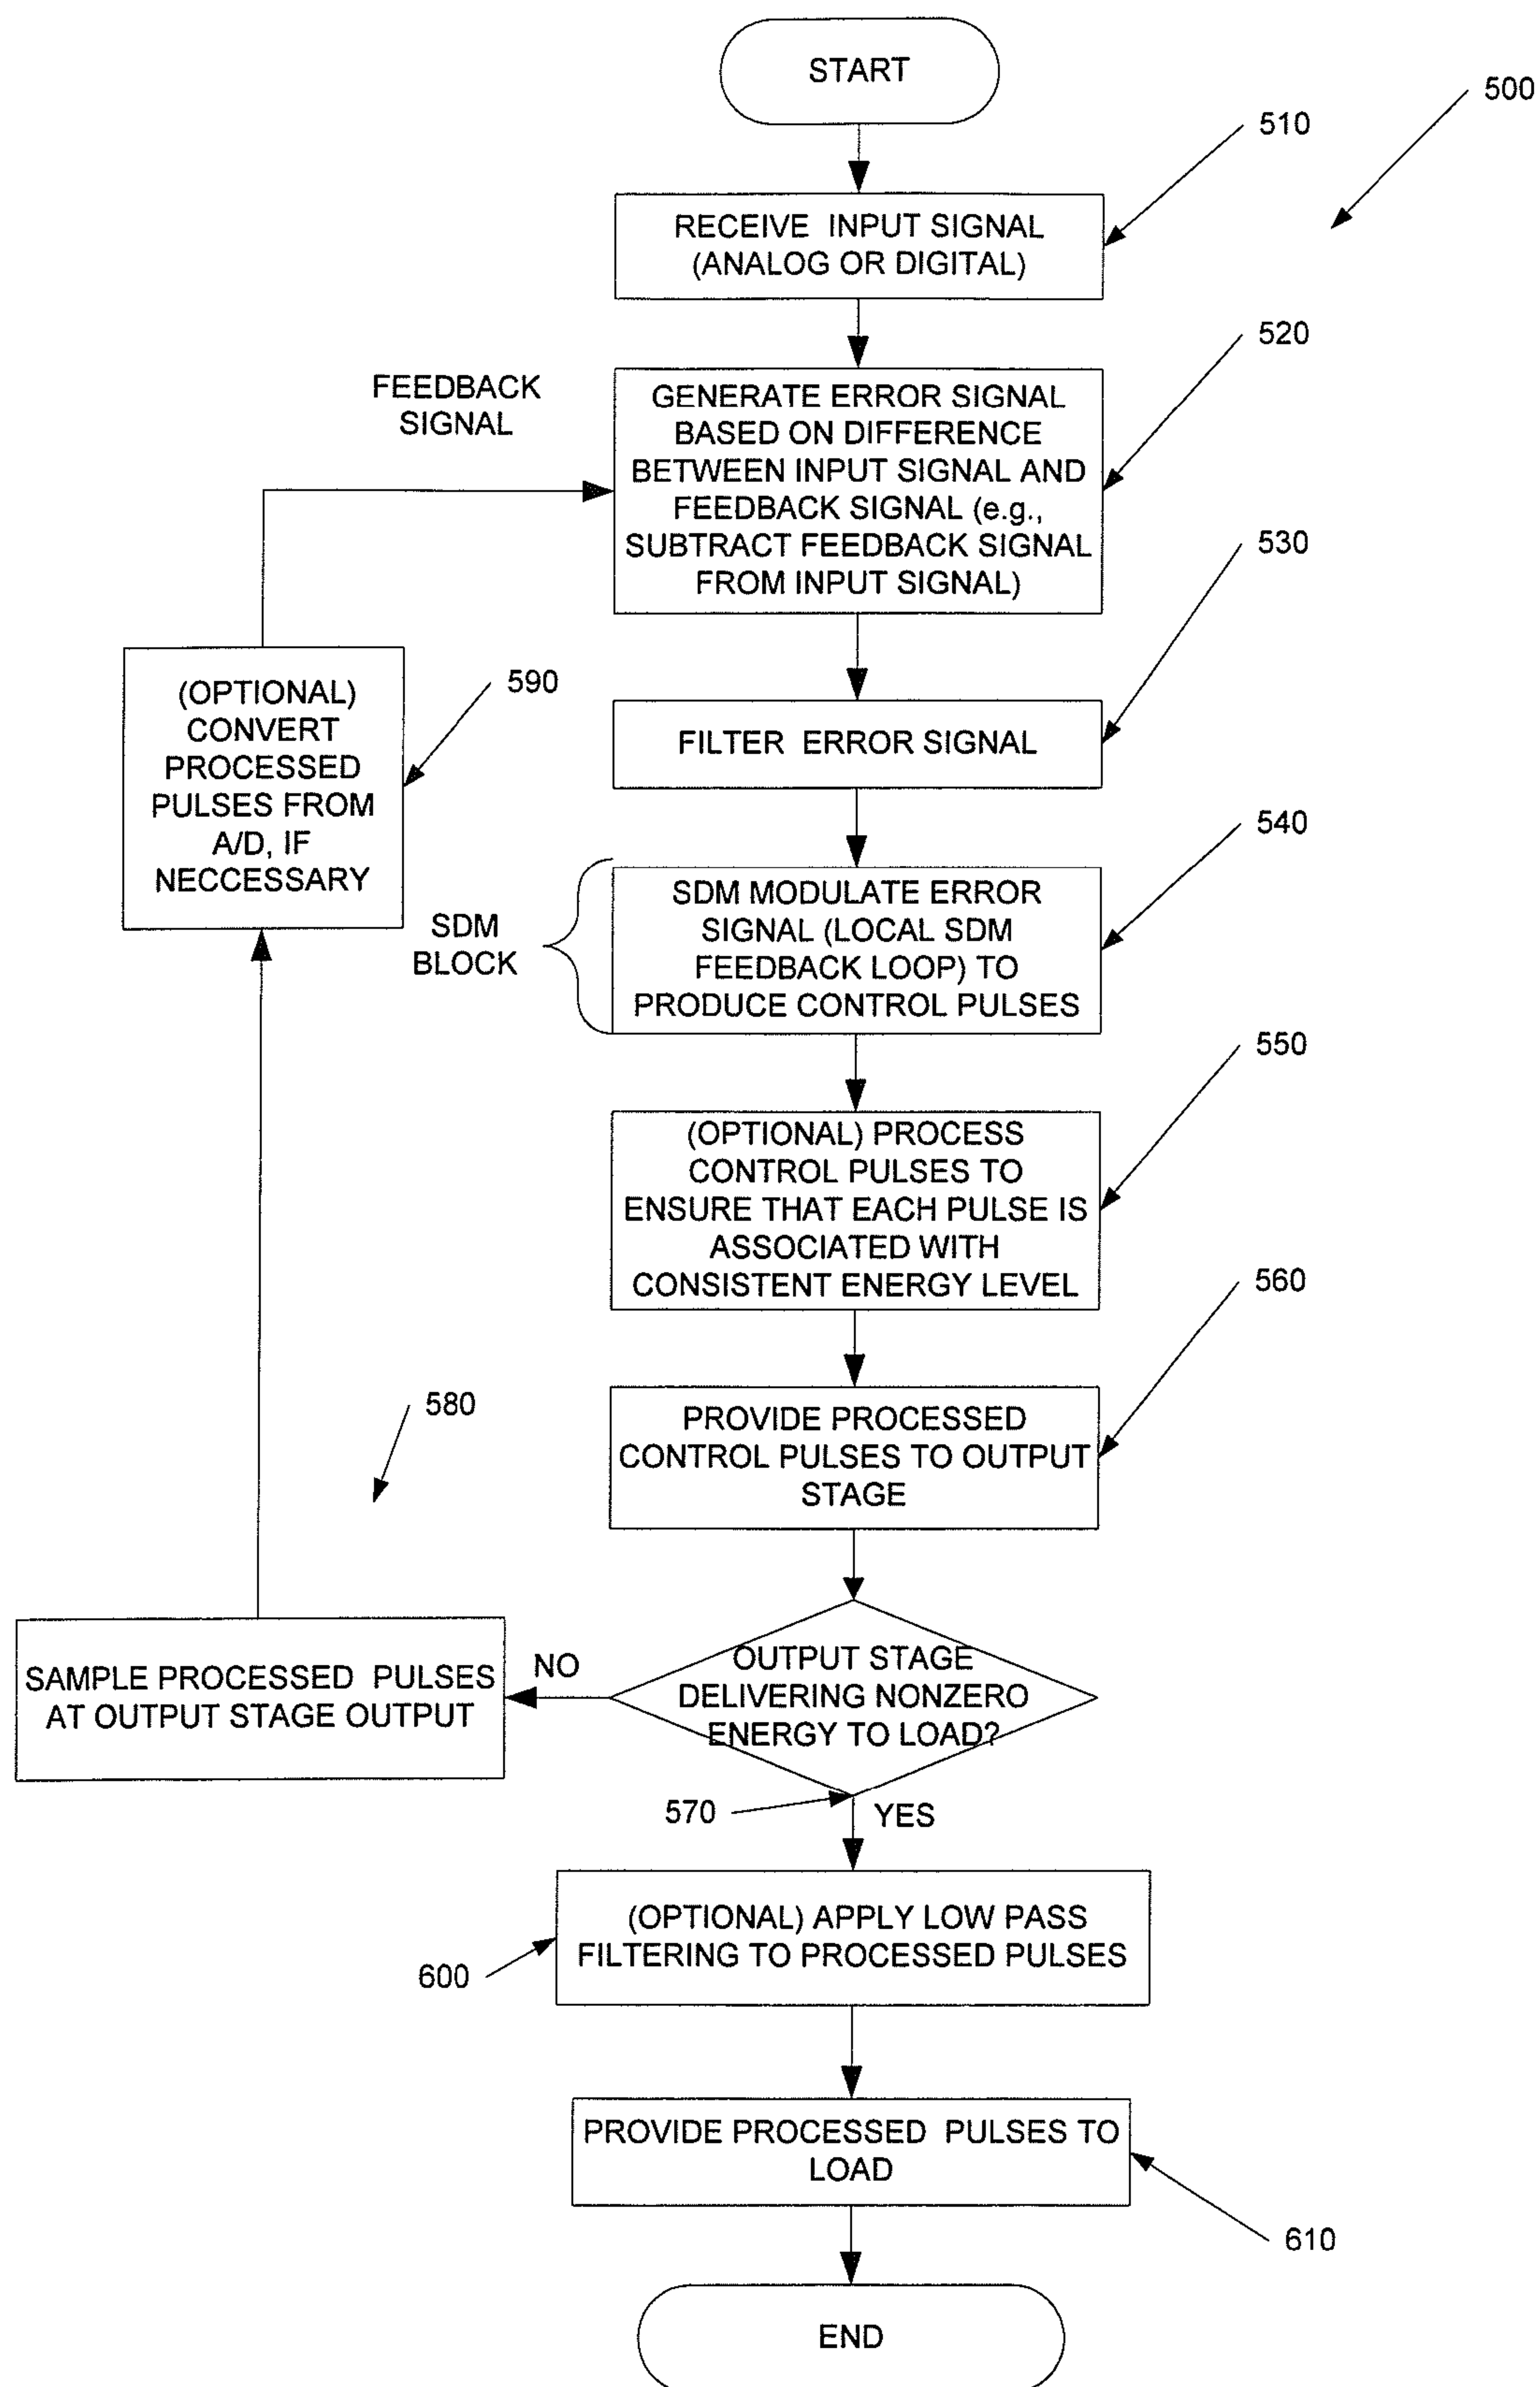 START
500
510
RECEIVE INPUT SIGNAL
(ANALOG OR DIGITAL)
520
FEEDBACK
SIGNAL
GENERATE ERROR SIGNAL
BASED ON DIFFERENCE
BETWEEN INPUT SIGNAL AND
FEEDBACK SIGNAL (e.g.,
SUBTRACT FEEDBACK SIGNAL
FROM INPUT SIGNAL)
530
590
(OPTIONAL)
CONVERT
PROCESSED
PULSES FROM
A/D, IF
NECCESSARY
FILTER ERROR SIGNAL
540
SDM
BLOCK
SDM MODULATE ERROR
SIGNAL (LOCAL SDM
FEEDBACK LOOP) TO
PRODUCE CONTROL PULSES
550
(OPTIONAL) PROCESS
CONTROL PULSES TO
ENSURE THAT EACH PULSE IS
ASSOCIATED WITH
CONSISTENT ENERGY LEVEL
560
PROVIDE PROCESSED
CONTROL PULSES TO OUTPUT
STAGE
580
SAMPLE PROCESSED PULSES
AT OUTPUT STAGE OUTPUT
NO
OUTPUT STAGE
DELIVERING NONZERO
ENERGY TO LOAD?
570
YES
(OPTIONAL) APPLY LOW PASS
FILTERING TO PROCESSED PULSES
600
PROVIDE PROCESSED PULSES TO
LOAD
610
END